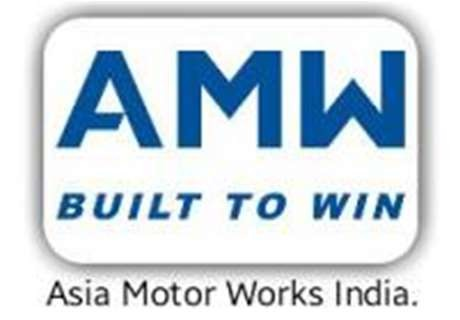 AMW
BUILT TO WIN
Asia Motor Works India.